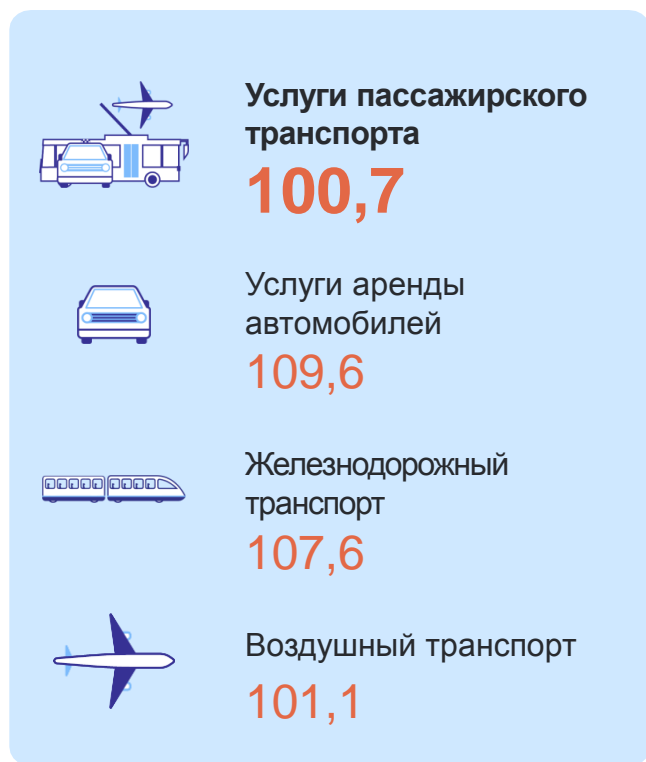 Услуги пассажирского
транспорта
100,7
Услуги аренды
автомобилей
109,6
Железнодорожный
транспорт
107,6
Воздушный транспорт
101,1